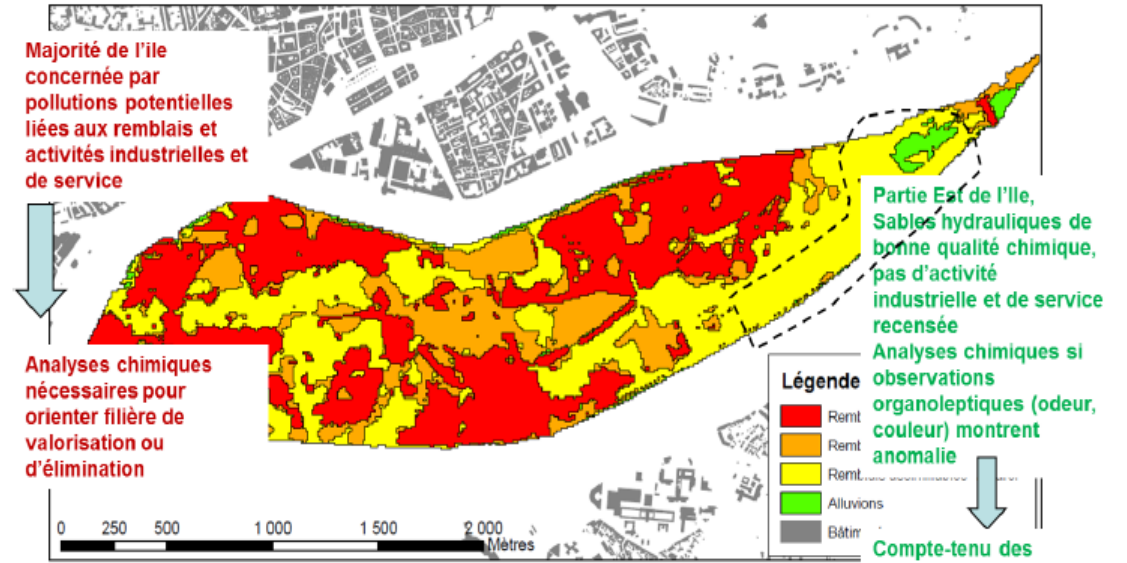 Majorité de l'ile
concernée par
pollutions potentielles
liées aux remblais et
activités industrielles et
de service
Analyses chimiques
nécessaires pour
orienter filière de
valorisation ou
d'élimination
Partie Est de l'Ile,
Sables hydrauliques de
bonne qualité chimique,
pas d'activité
industrielle et de service
recensée
Analyses chimiques si
observations
organoleptiques (odeur,
couleur) montrent
anomalie
Compte-tenu des
Légende
Alluvions
0 250 500 1 000 1 500 2 000
Mètres